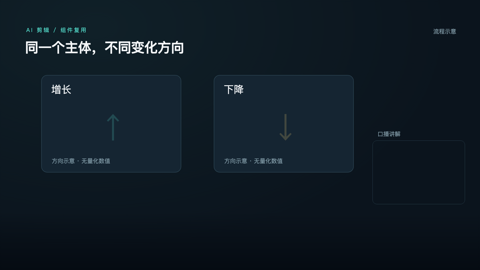 AI 剪辑 / 组件复用
同一个主体，不同变化方向
流程示意
增长
方向示意 · 无量化数值
下降
方向示意 · 无量化数值
口播讲解